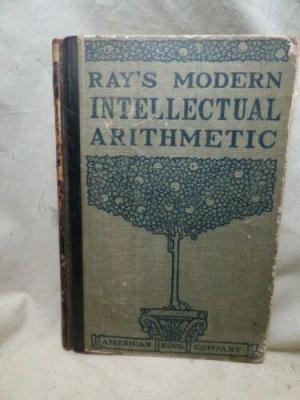 RAY'S MODERN
INTELLECTUAL
ARITHMETIC
AMERICAN BOOK COMPANY